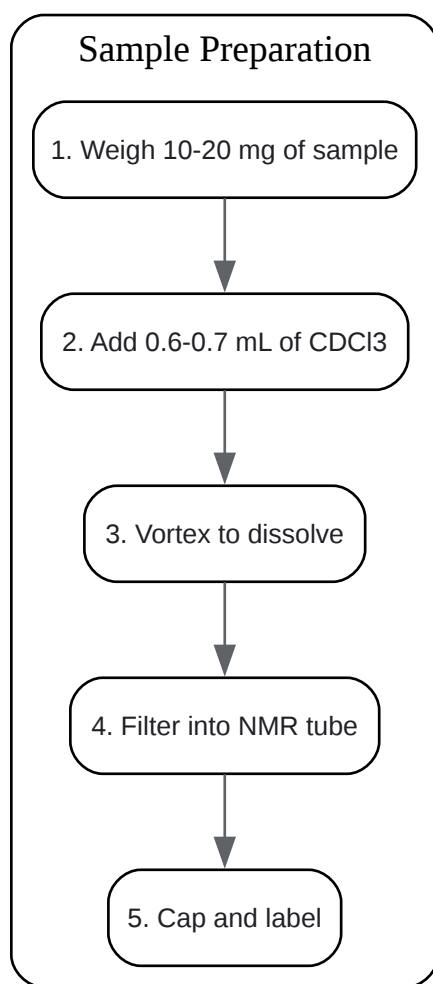 Sample Preparation
1. Weigh 10-20 mg of sample
2. Add 0.6-0.7 mL of CDCl3
3. Vortex to dissolve
4. Filter into NMR tube
5. Cap and label